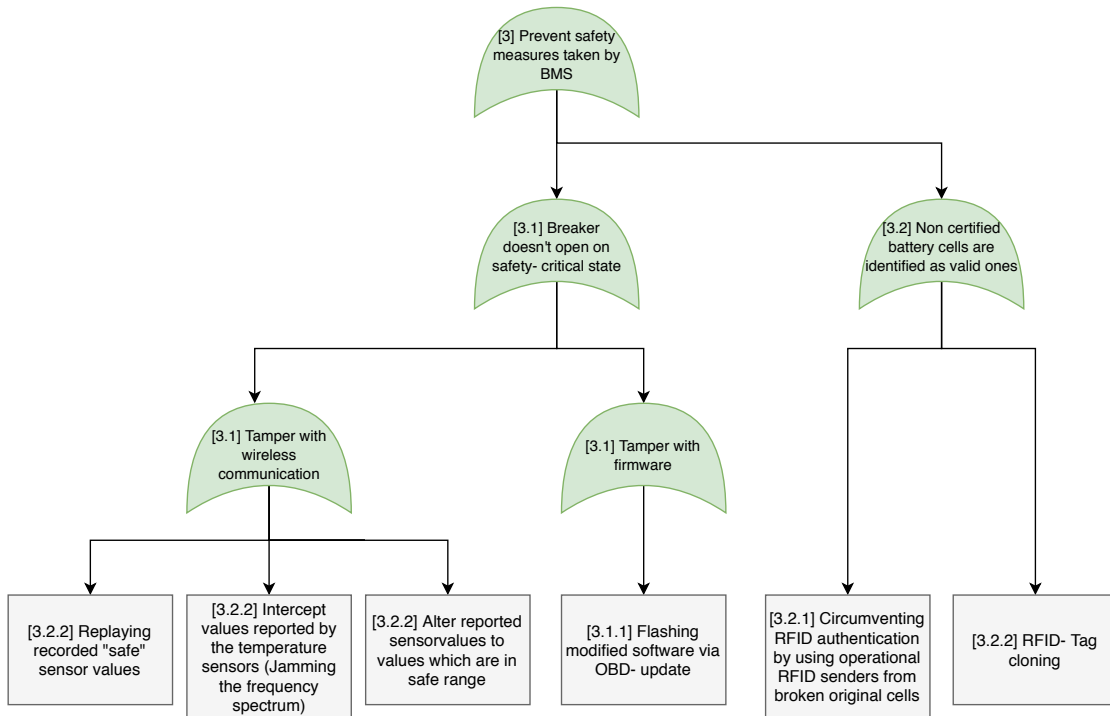 [3] Prevent safety
measures taken by
BMS
[3.1] Breaker
doesn't open on
safety- critical state
[3.2] Non certified
battery cells are
identified as valid ones
[3.1] Tamper with
wireless
communication
[3.1] Tamper with
firmware
[3.2.2] Replaying
recorded "safe"
sensor values
[3.2.2] Intercept
values reported by
the temperature
sensors (Jamming
the frequency
spectrum)
[3.2.2] Alter reported
sensorvalues to
values which are in
safe range
[3.1.1] Flashing
modified software via
OBD- update
[3.2.1] Circumventing
RFID authentication
by using operational
RFID senders from
broken original cells
[3.2.2] RFID- Tag
cloning